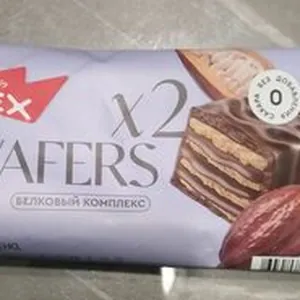 EX
X2
WAFERS
БЕЛКОВЫЙ КОМПЛЕКС
0
САХАРА БЕЗ ДОБАВЛЕНИЯ